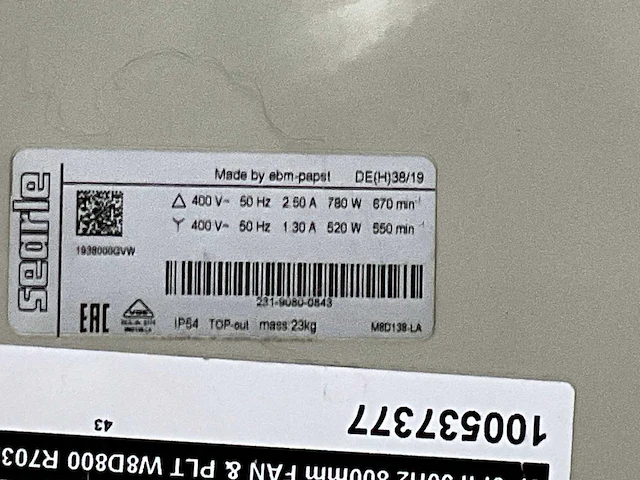 searle
Made by ebm-papst DE(H)38/19
△ 400 V~ 50 Hz 2.60 A 780 W 670 min⁻¹
Y 400 V~ 50 Hz 1.30 A 520 W 550 min⁻¹
1938000GVW
231-9080-0843
EAC
IP54 TOP-out mass 23kg M8D138-LA
100537377
43
50Hz 800mm FAN & PLT W8D800 R703